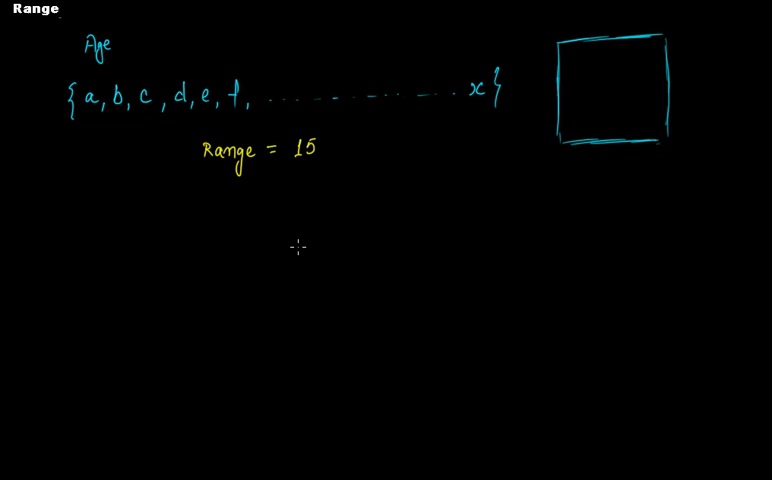 Range
Age
{a, b, c, d, e, f, ................ x}
Range = 15